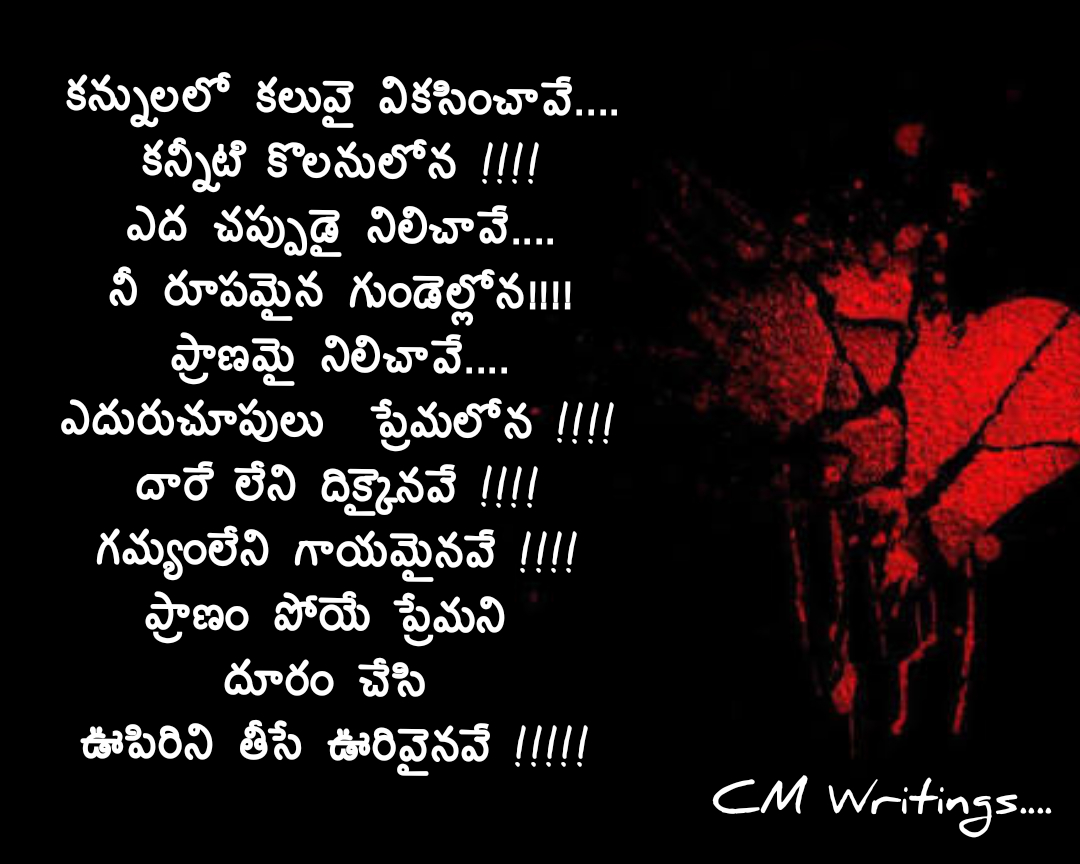 కన్నులలో కలువై వికసించావే....
కన్నీటి కొలనులోన !!!!
ఎద చప్పుడై నిలిచావే....
నీ రూపమైన గుండెల్లోన!!!!
ప్రాణమై నిలిచావే....
ఎదురుచూపులు ప్రేమలోన !!!!
దారే లేని దిక్కైనవే !!!!
గమ్యంలేని గాయమైనవే !!!!
ప్రాణం పోయే ప్రేమని
దూరం చేసి
ఊపిరిని తీసే ఊరివైనవే !!!!!
CM Writings....